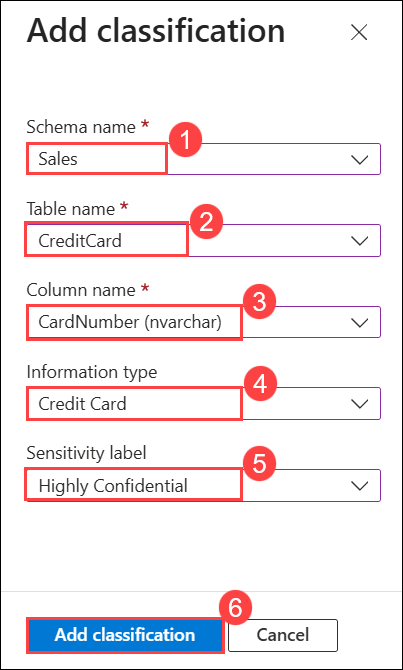 Add classification
Schema name *
1
Sales
Table name *
2
CreditCard
Column name *
3
CardNumber (nvarchar)
Information type
4
Credit Card
Sensitivity label
5
Highly Confidential
6
Add classification
Cancel